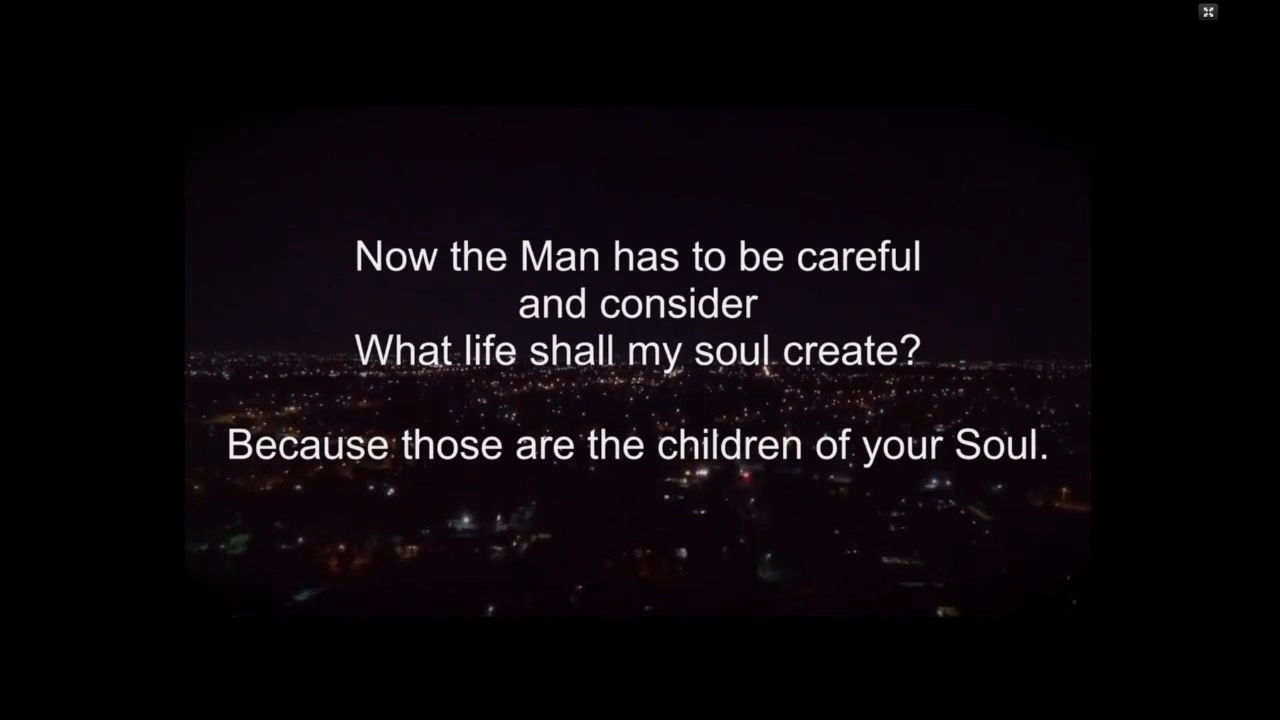 Now the Man has to be careful
and consider
What life shall my soul create?
Because those are the children of your Soul.